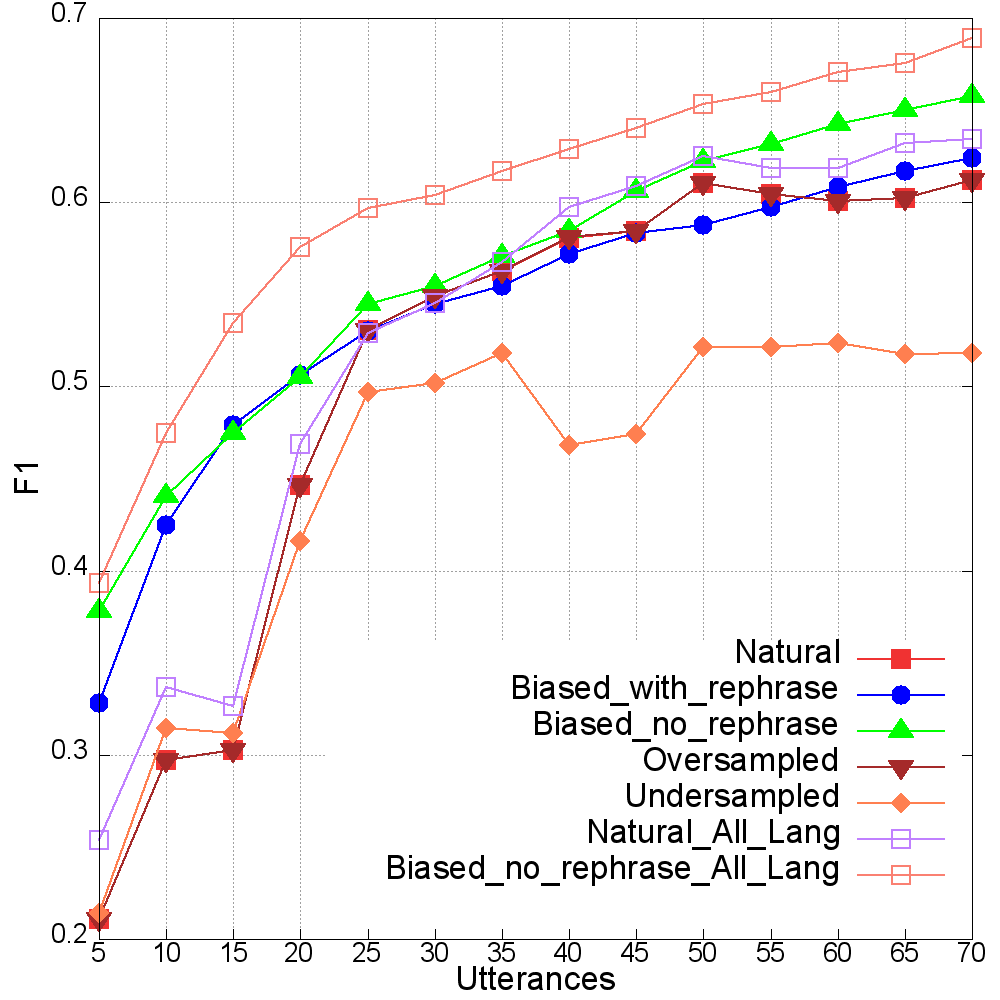 0.7
0.6
0.5
0.4
0.3
0.2
F1
Natural
Biased_with_rephrase
Biased_no_rephrase
Oversampled
Undersampled
Natural_All_Lang
Biased_no_rephrase_All_Lang
5 10 15 20 25 30 35 40 45 50 55 60 65 70
Utterances